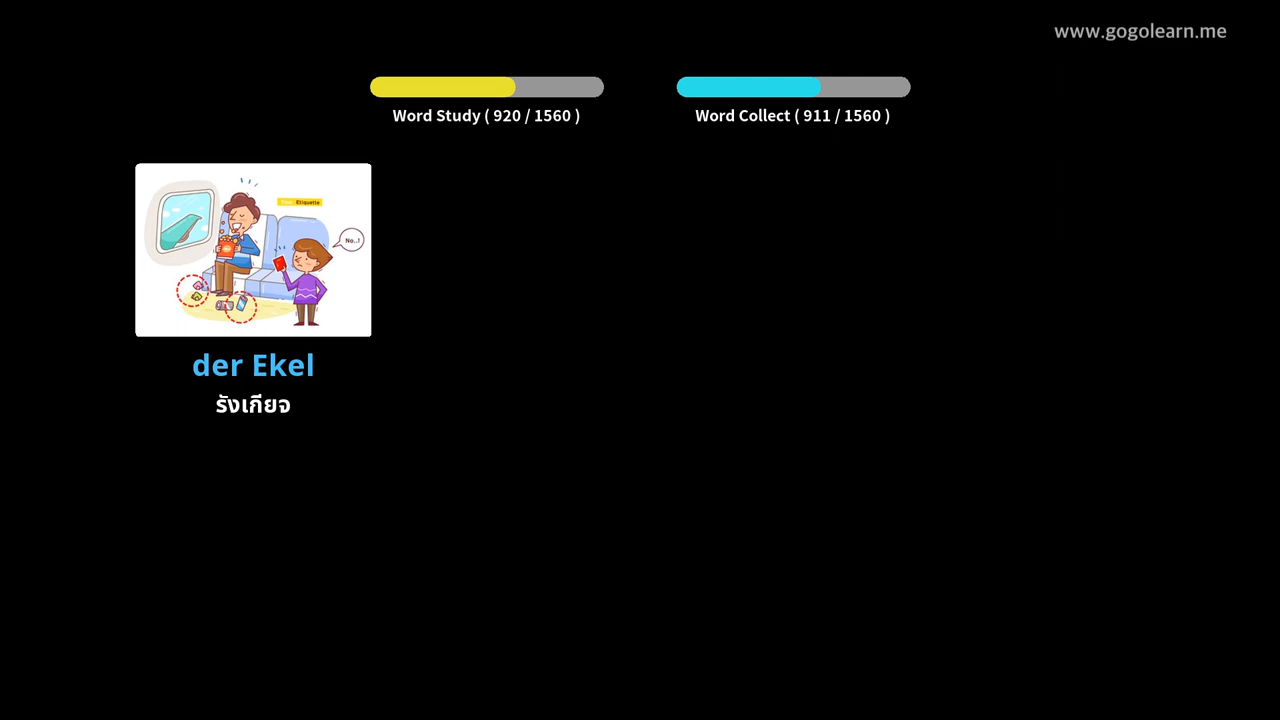 www.gogolearn.me
Word Study ( 920 / 1560 )
Word Collect ( 911 / 1560 )
Etiquette
No..!
der Ekel
รังเกียจ